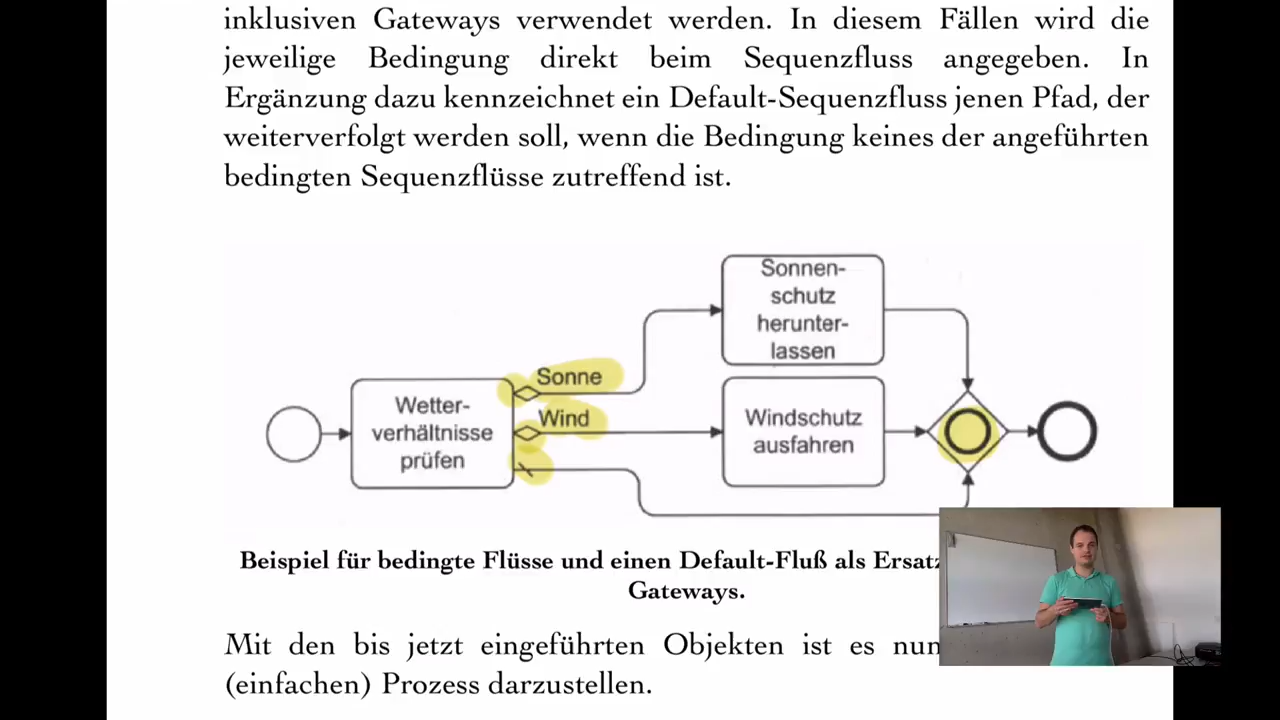 inklusiven Gateways verwendet werden. In diesem Fällen wird die
jeweilige Bedingung direkt beim Sequenzfluss angegeben. In
Ergänzung dazu kennzeichnet ein Default-Sequenzfluss jenen Pfad, der
weiterverfolgt werden soll, wenn die Bedingung keines der angeführten
bedingten Sequenzflüsse zutreffend ist.
Sonnen-
schutz
herunter-
lassen
Sonne
Wetter-
verhältnisse
prüfen
Wind
Windschutz
ausfahren
Beispiel für bedingte Flüsse und einen Default-Fluß als Ersatz
Gateways.
Mit den bis jetzt eingeführten Objekten ist es nun
(einfachen) Prozess darzustellen.